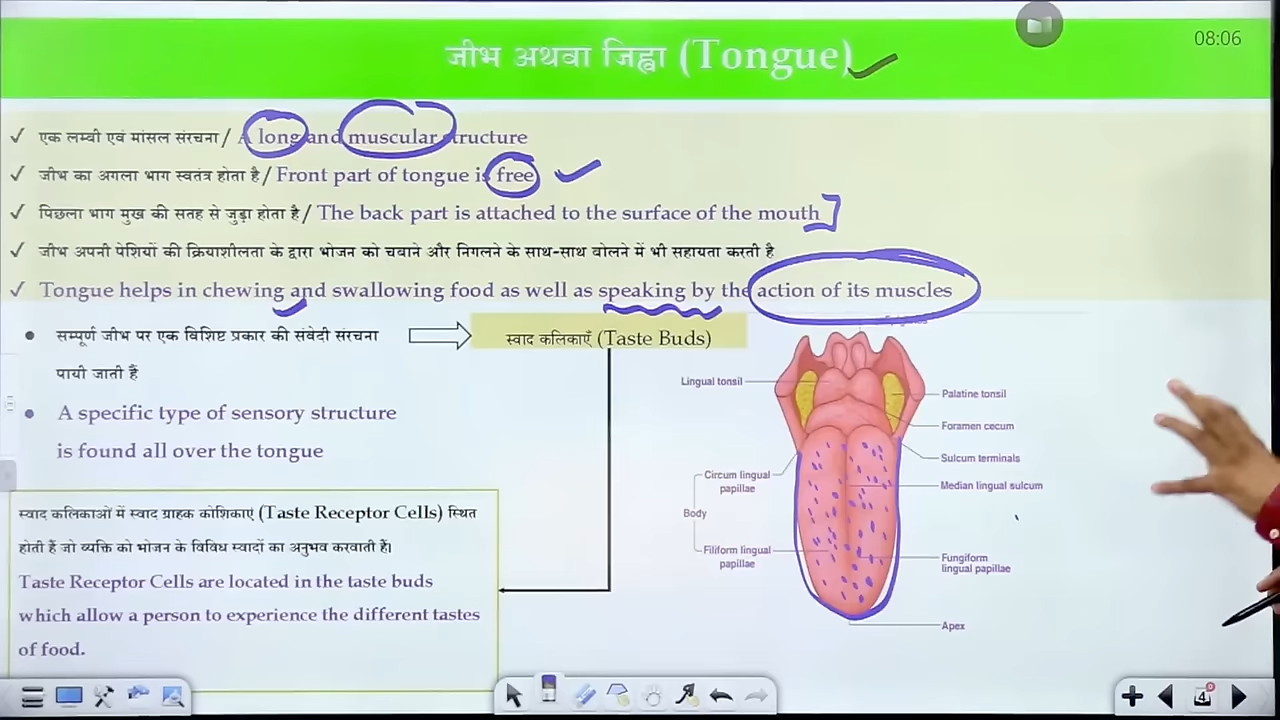 जीभ अथवा जिह्वा (Tongue)
08:06
✓ एक लम्बी एवं मांसल संरचना / A long and muscular structure
✓ जीभ का अगला भाग स्वतंत्र होता है / Front part of tongue is free
✓ पिछला भाग मुख की सतह से जुड़ा होता है / The back part is attached to the surface of the mouth
✓ जीभ अपनी पेशियों की क्रियाशीलता के द्वारा भोजन को चबाने और निगलने के साथ-साथ बोलने में भी सहायता करती है
✓ Tongue helps in chewing and swallowing food as well as speaking by the action of its muscles
• सम्पूर्ण जीभ पर एक विशिष्ट प्रकार की संवेदी संरचना
पायी जाती हैं
स्वाद कलिकाएँ (Taste Buds)
• A specific type of sensory structure
is found all over the tongue
स्वाद कलिकाओं में स्वाद ग्राहक कोशिकाएं (Taste Receptor Cells) स्थित
होती हैं जो व्यक्ति को भोजन के विविध स्वादों का अनुभव करवाती हैं।
Taste Receptor Cells are located in the taste buds
which allow a person to experience the different tastes
of food.
Lingual tonsil
Palatine tonsil
Foramen cecum
Sulcum terminals
Circum lingual
papillae
Median lingual sulcum
Body
Filiform lingual
papillae
Fungiform
lingual papillae
Apex
4